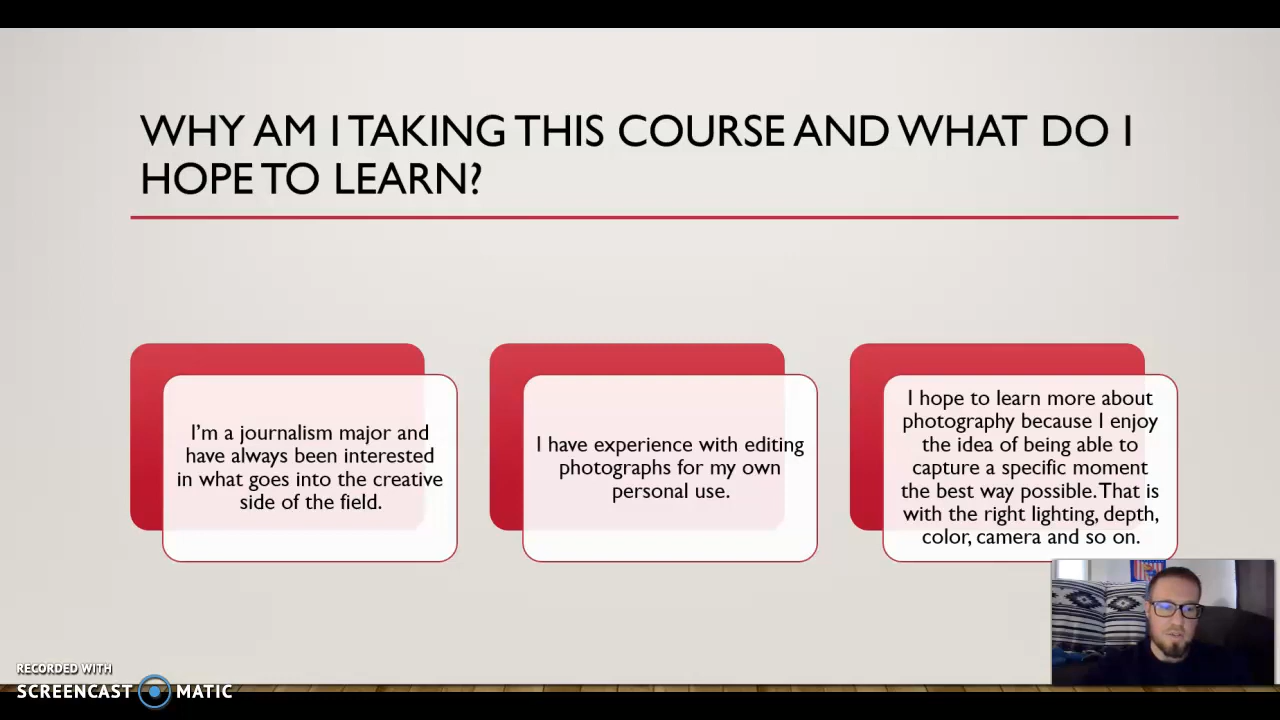 WHY AM I TAKING THIS COURSE AND WHAT DO I
HOPE TO LEARN?
I'm a journalism major and
have always been interested
in what goes into the creative
side of the field.
I have experience with editing
photographs for my own
personal use.
I hope to learn more about
photography because I enjoy
the idea of being able to
capture a specific moment
the best way possible. That is
with the right lighting, depth,
color, camera and so on.
RECORDED WITH
SCREENCAST MATIC